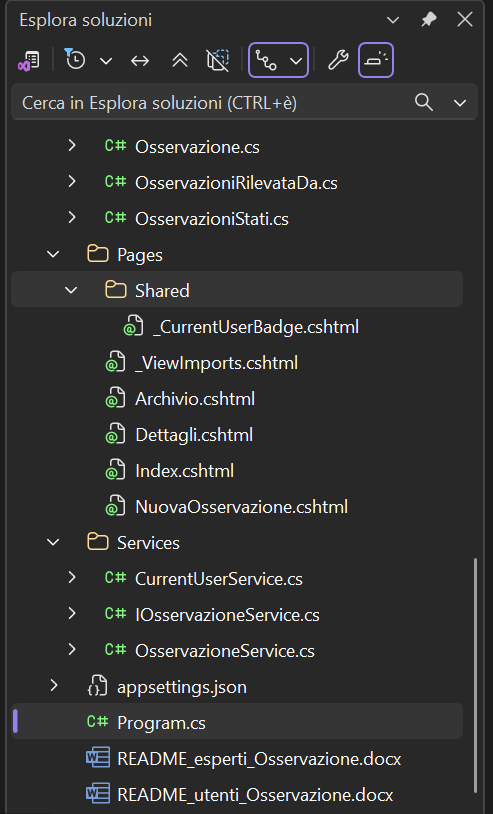 Esplora soluzioni
Cerca in Esplora soluzioni (CTRL+è)
C# Osservazione.cs
C# OsservazioniRilevataDa.cs
C# OsservazioniStati.cs
Pages
Shared
_CurrentUserBadge.cshtml
_ViewImports.cshtml
Archivio.cshtml
Dettagli.cshtml
Index.cshtml
NuovaOsservazione.cshtml
Services
C# CurrentUserService.cs
C# IOsservazioneService.cs
C# OsservazioneService.cs
appsettings.json
C# Program.cs
README_esperti_Osservazione.docx
README_utenti_Osservazione.docx